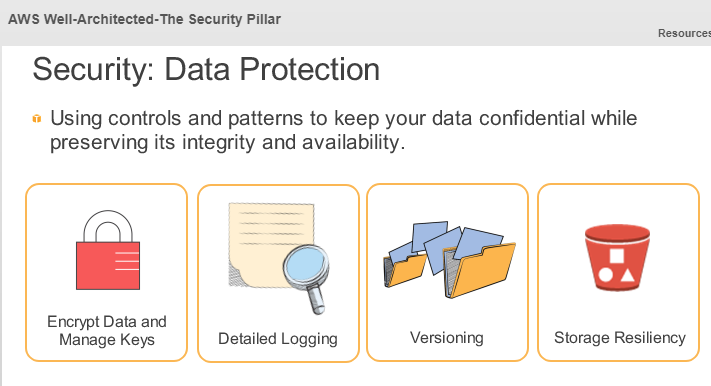 AWS Well-Architected-The Security Pillar
Resources
Security: Data Protection
Using controls and patterns to keep your data confidential while
preserving its integrity and availability.
Encrypt Data and
Manage Keys
Detailed Logging
Versioning
Storage Resiliency